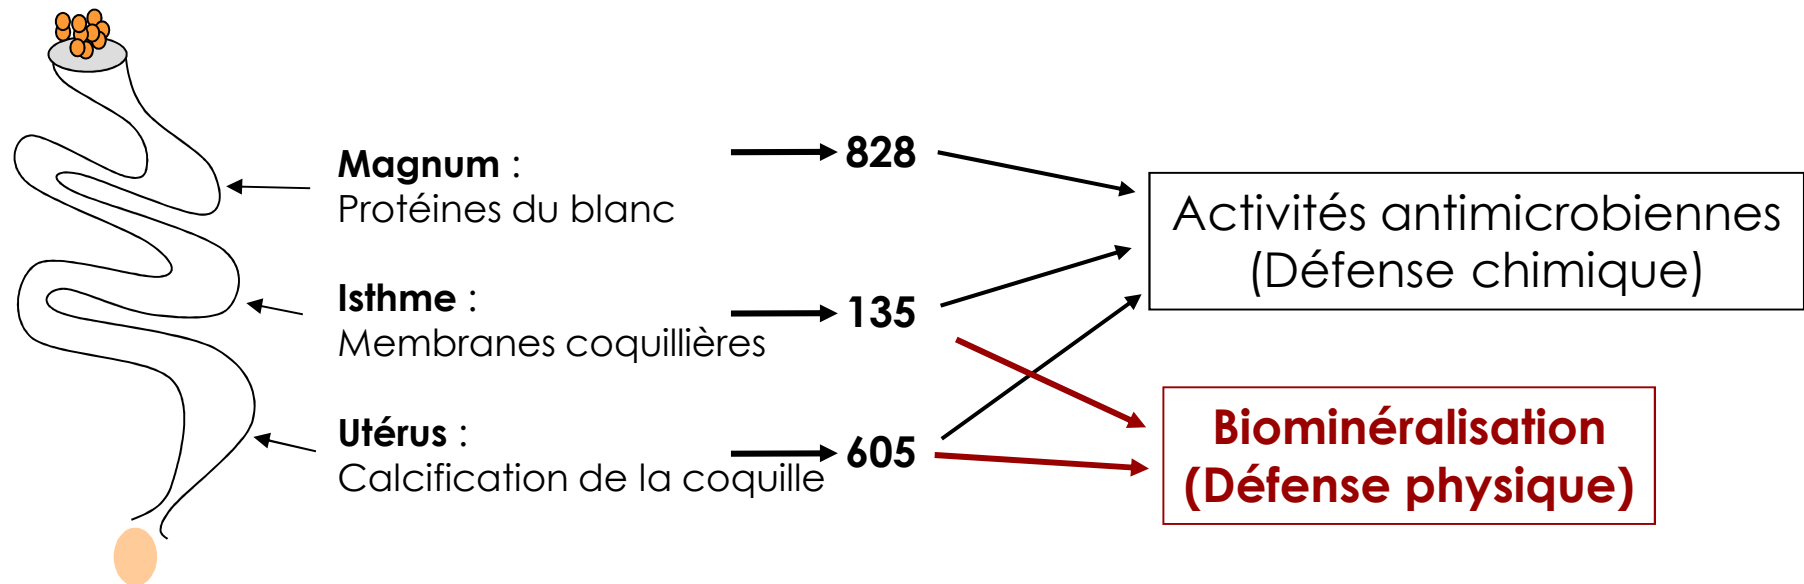 Magnum :
Protéines du blanc
828
Isthme :
Membranes coquillières
135
Utérus :
Calcification de la coquille
605
Activités antimicrobiennes
(Défense chimique)
Biominéralisation
(Défense physique)